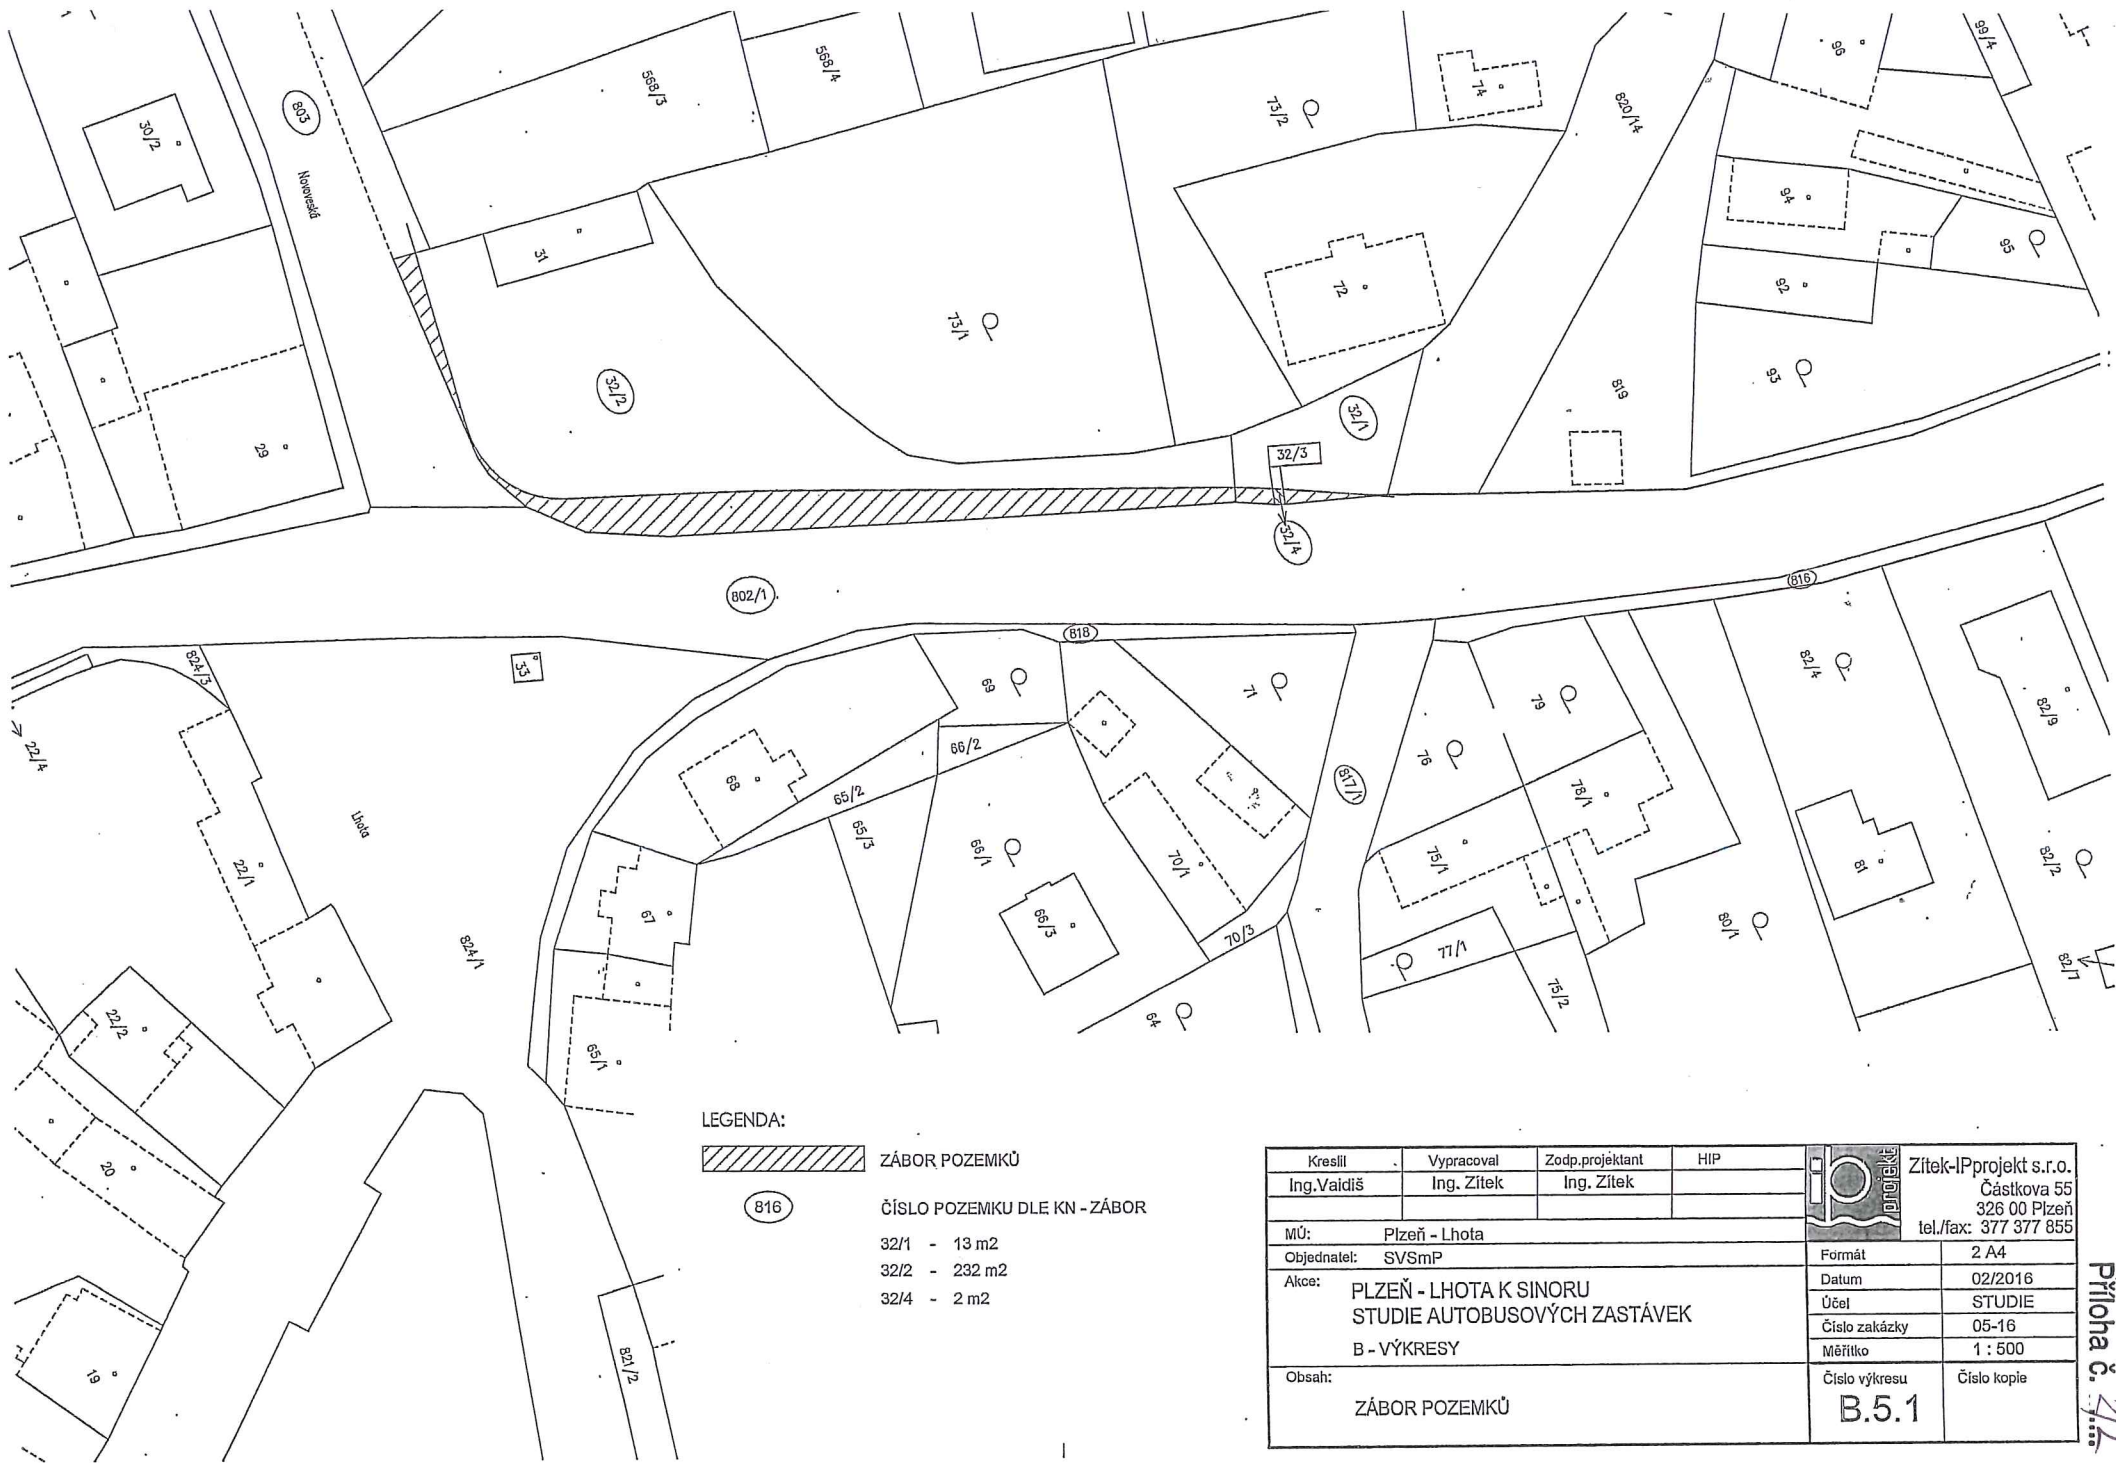 803
Novoveská
30/2
568/3
568/4
73/2
74
820/14
96
99/4
94
95
92
93
31
32/2
73/1
72
32/1
819
32/3
32/4
29
802/1
816
818
824/3
33
22/4
Lhota
22/1
824/1
22/2
20
19
69
71
66/2
68
65/2
65/3
66/1
66/3
67
65/1
70/1
70/3
64
817/1
76
79
78/1
75/1
77/1
75/2
80/1
82/4
82/9
81
82/2
82/7
821/2
LEGENDA:
ZÁBOR POZEMKŮ
816
ČÍSLO POZEMKU DLE KN - ZÁBOR
32/1 - 13 m2
32/2 - 232 m2
32/4 - 2 m2
Kreslil Vypracoval Zodp.projektant HIP
Ing.Vaidiš Ing. Zítek Ing. Zítek
MÚ: Plzeň - Lhota
Objednatel: SVSmP
Akce: PLZEŇ - LHOTA K SINORU
STUDIE AUTOBUSOVÝCH ZASTÁVEK
B - VÝKRESY
Obsah:
ZÁBOR POZEMKŮ
projekt
Zítek-IPprojekt s.r.o.
Částkova 55
326 00 Plzeň
tel./fax: 377 377 855
Formát 2 A4
Datum 02/2016
Účel STUDIE
Číslo zakázky 05-16
Měřítko 1 : 500
Číslo výkresu Číslo kopie
B.5.1
Příloha č.